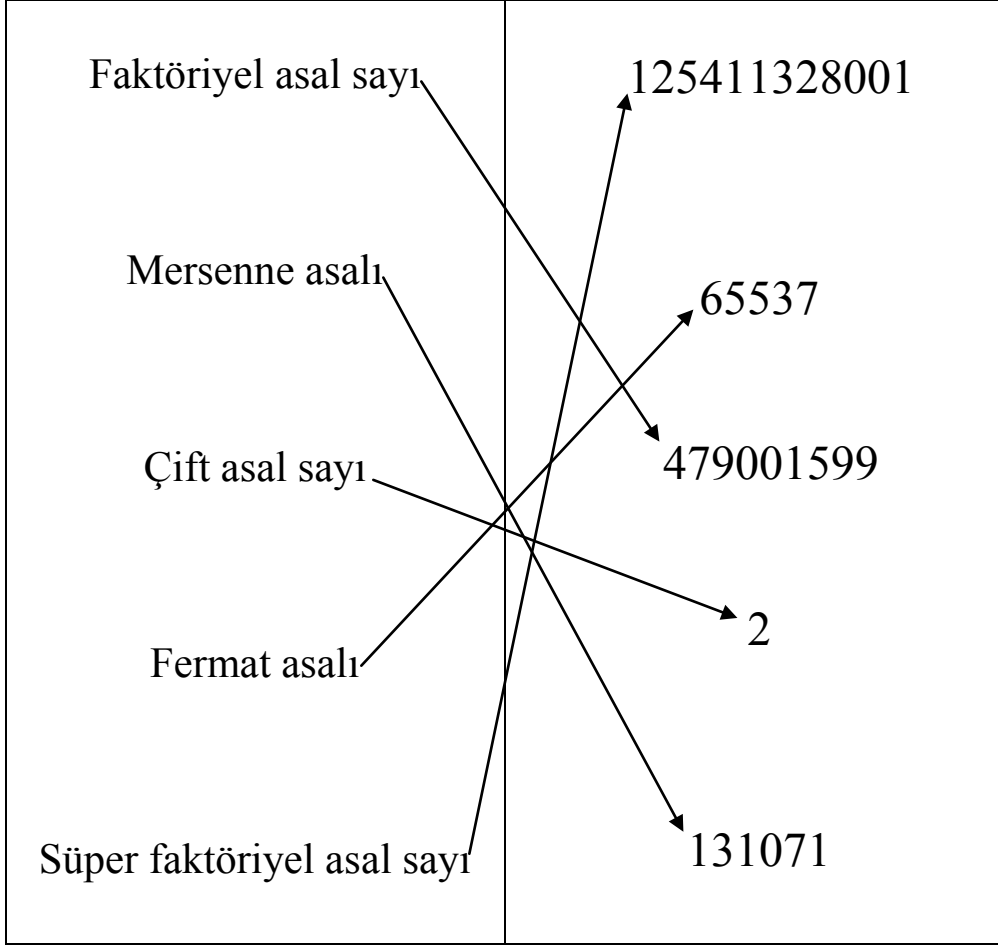 Faktöriyel asal sayı
125411328001
Mersenne asalı
65537
Çift asal sayı
479001599
Fermat asalı
2
Süper faktöriyel asal sayı
131071